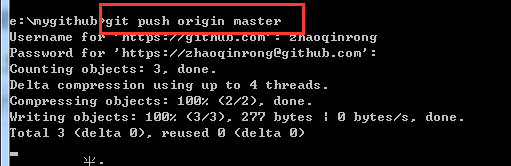 e:\mygithub>git push origin master
Username for 'https://github.com': zhaoqinrong
Password for 'https://zhaoqinrong@github.com':
Counting objects: 3, done.
Delta compression using up to 4 threads.
Compressing objects: 100% (2/2), done.
Writing objects: 100% (3/3), 277 bytes | 0 bytes/s, done.
Total 3 (delta 0), reused 0 (delta 0)
半.